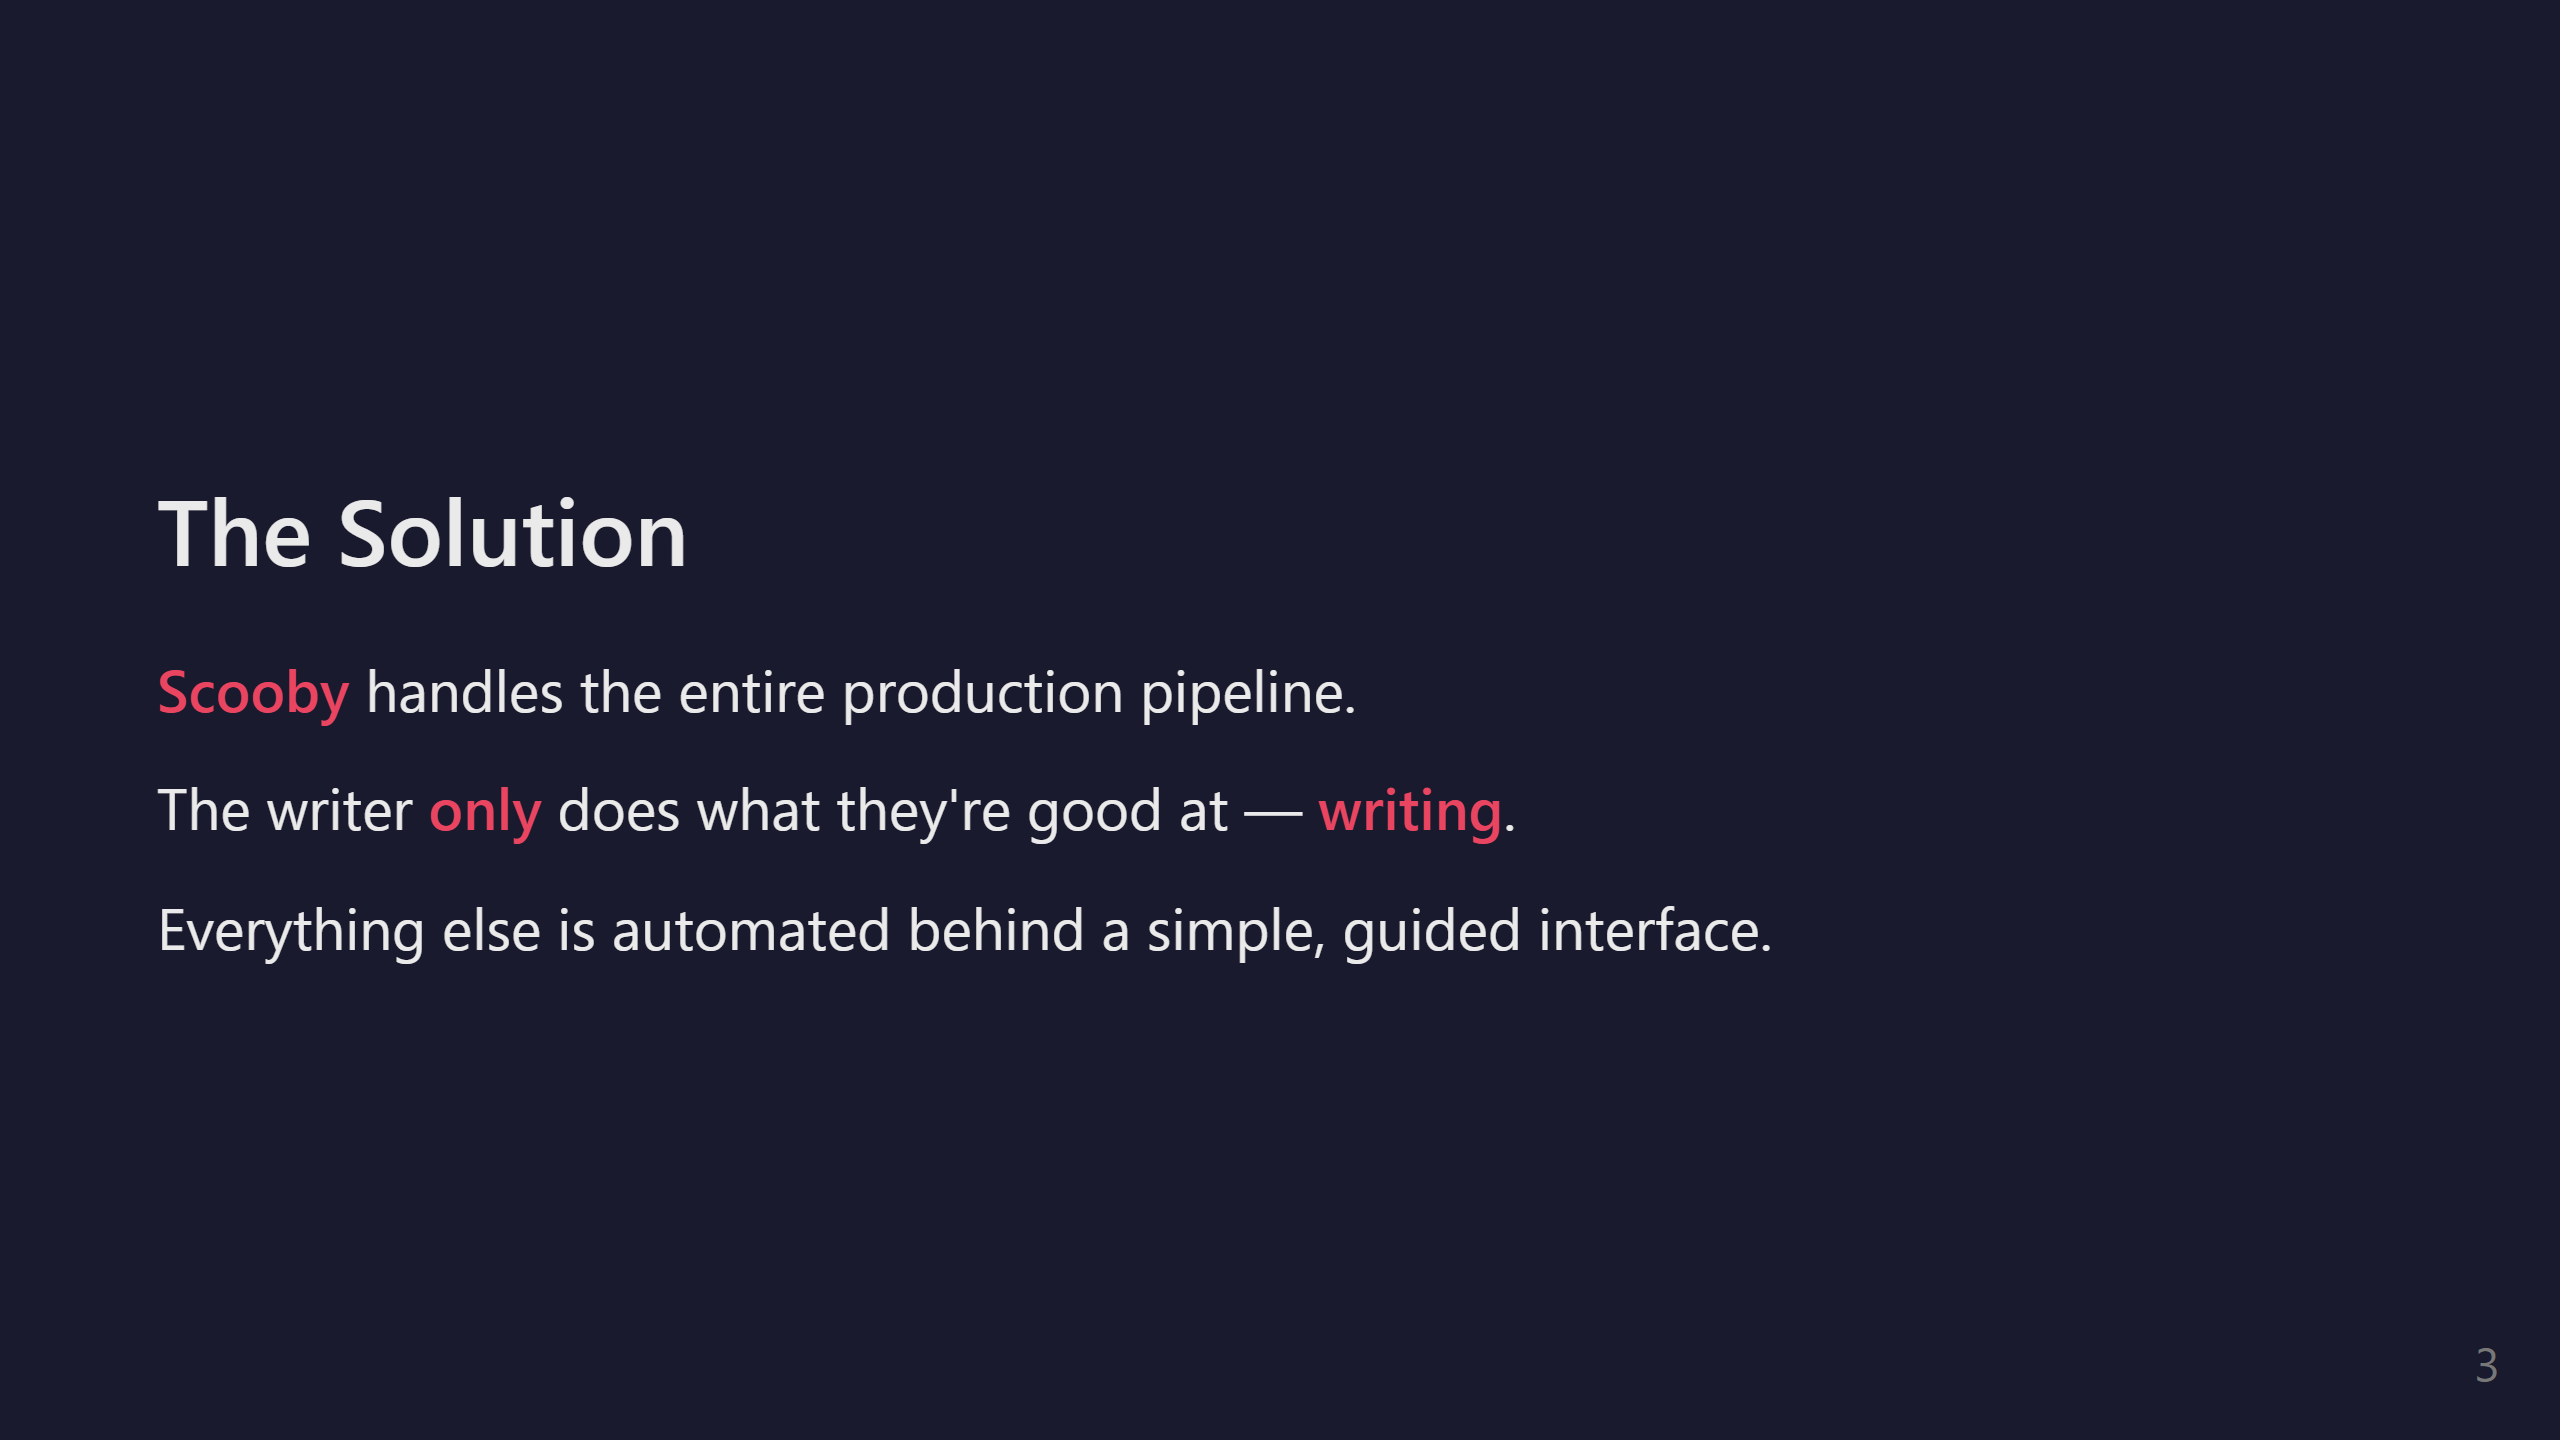 The Solution
Scooby handles the entire production pipeline.
The writer only does what they're good at — writing.
Everything else is automated behind a simple, guided interface.
3